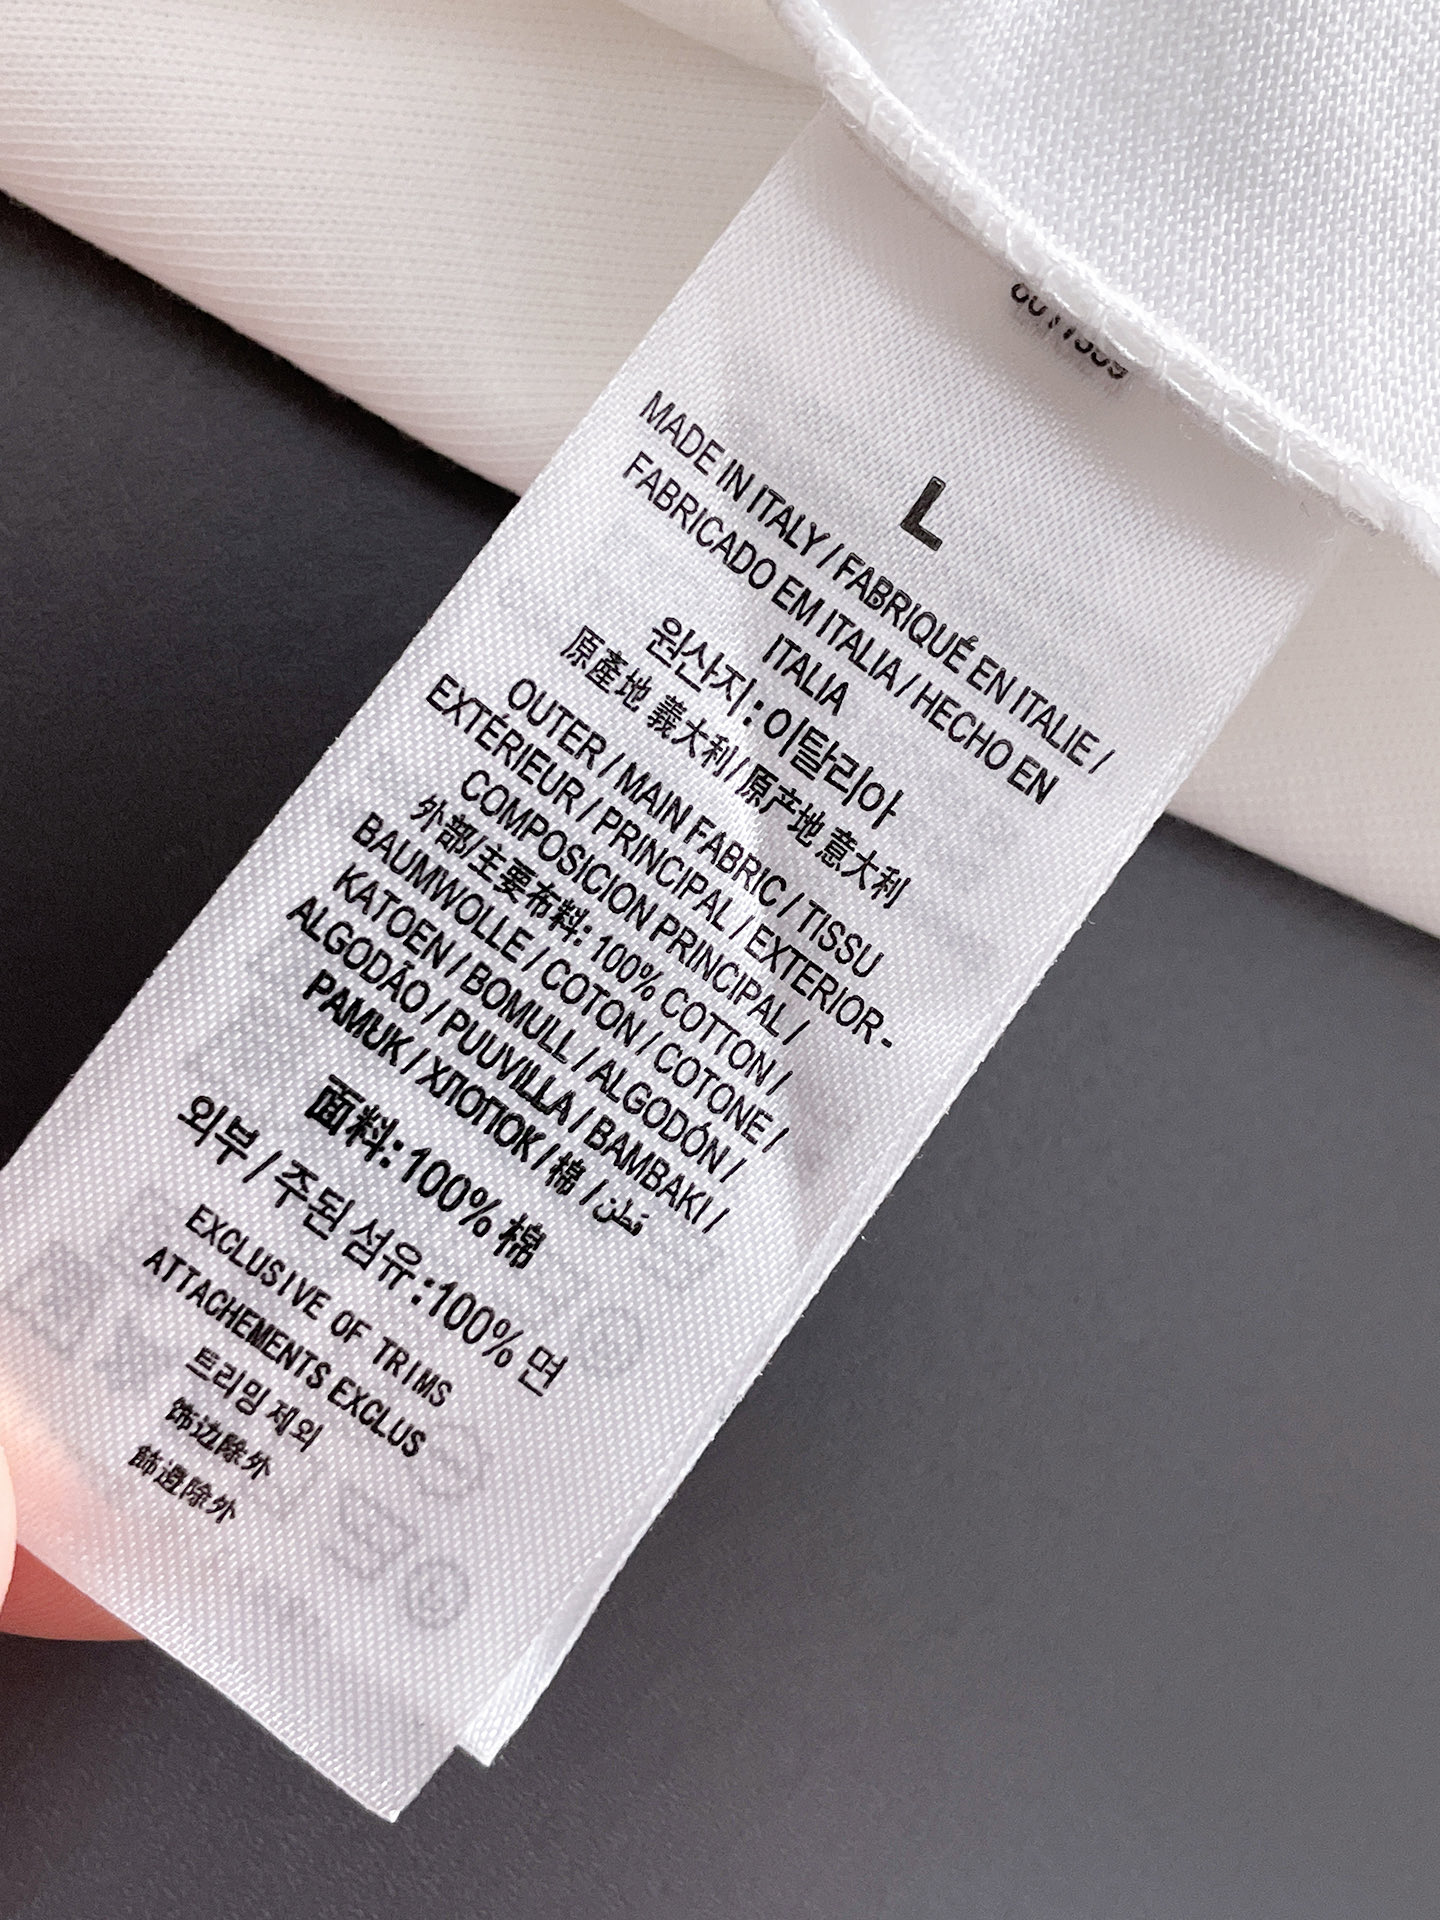 L
MADE IN ITALY / FABRIQUÉ EN ITALIE /
FABRICADO EM ITALIA / HECHO EN
ITALIA
원산지 : 이탈리아
原產地 義大利/原产地 意大利
OUTER / MAIN FABRIC / TISSU
EXTÉRIEUR / PRINCIPAL / EXTERIOR-
COMPOSICION PRINCIPAL /
外部/主要布料: 100% COTTON /
BAUMWOLLE / COTON / COTONE /
KATOEN / BOMULL / ALGODÓN /
ALGODÃO / PUUVILLA / BAMBAKI /
PAMUK / ХЛОПОК / 棉 / قطن
面料: 100% 棉
외부 / 주된 섬유 : 100% 면
EXCLUSIVE OF TRIMS
ATTACHEMENTS EXCLUS
트리밍 제외
饰边除外
飾邊除外